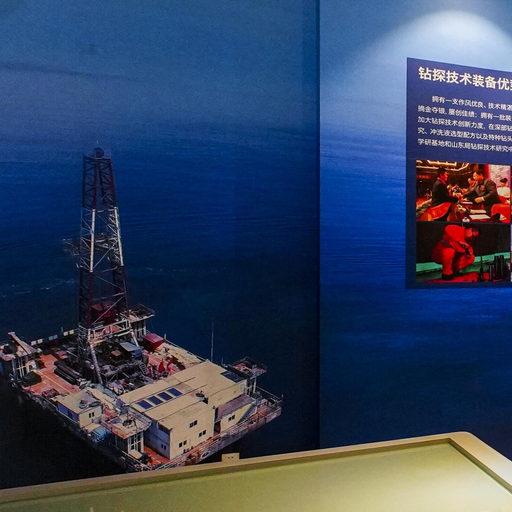 钻探技术装备优
拥有一支作风优良、技术精湛
摘金夺银，屡创佳绩；拥有一批装
加大钻探技术创新力度，在深部钻
究、冲洗液选型配方以及特种钻头
学研基地和山东局钻探技术研究中